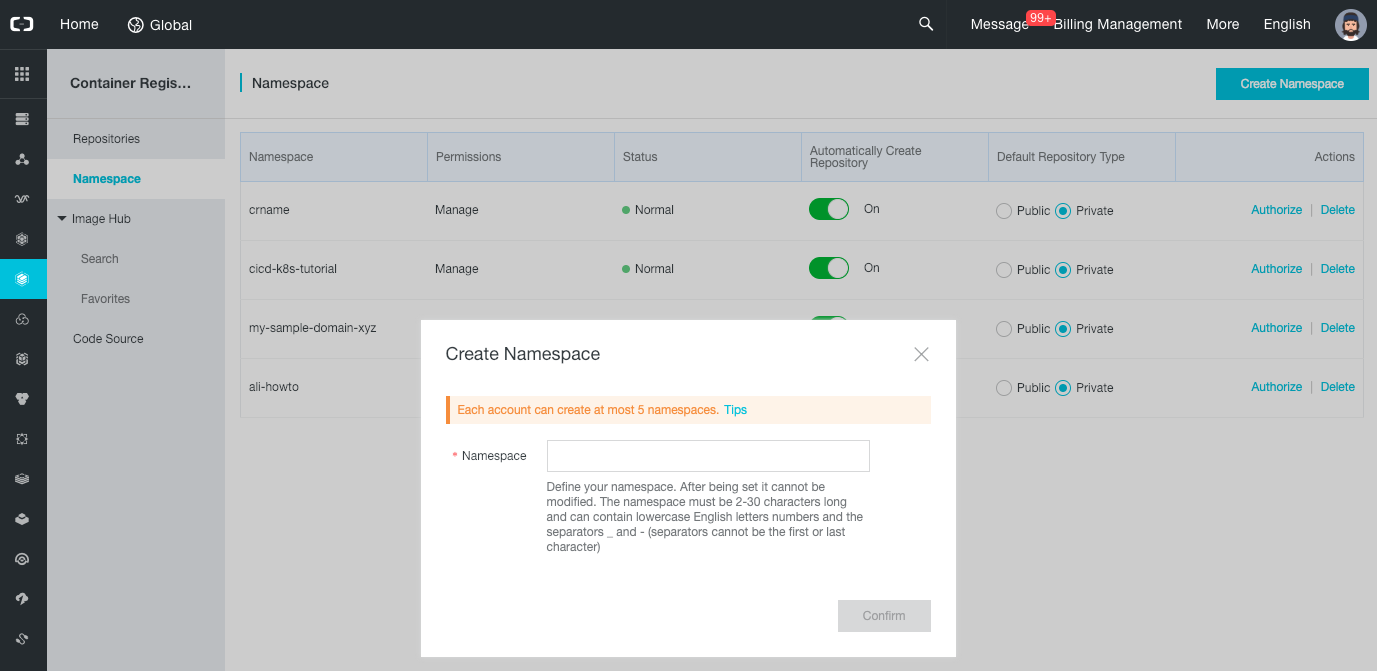 Home
Global
Message
99+
Billing Management
More
English
Container Regis...
Repositories
Namespace
Image Hub
Search
Favorites
Code Source
Namespace
Create Namespace
Namespace
Permissions
Status
Automatically Create
Repository
Default Repository Type
Actions
crname
Manage
Normal
On
Public
Private
Authorize | Delete
cicd-k8s-tutorial
Manage
Normal
On
Public
Private
Authorize | Delete
my-sample-domain-xyz
Public
Private
Authorize | Delete
ali-howto
Public
Private
Authorize | Delete
Create Namespace
Each account can create at most 5 namespaces. Tips
* Namespace
Define your namespace. After being set it cannot be
modified. The namespace must be 2-30 characters long
and can contain lowercase English letters numbers and the
separators _ and - (separators cannot be the first or last
character)
Confirm